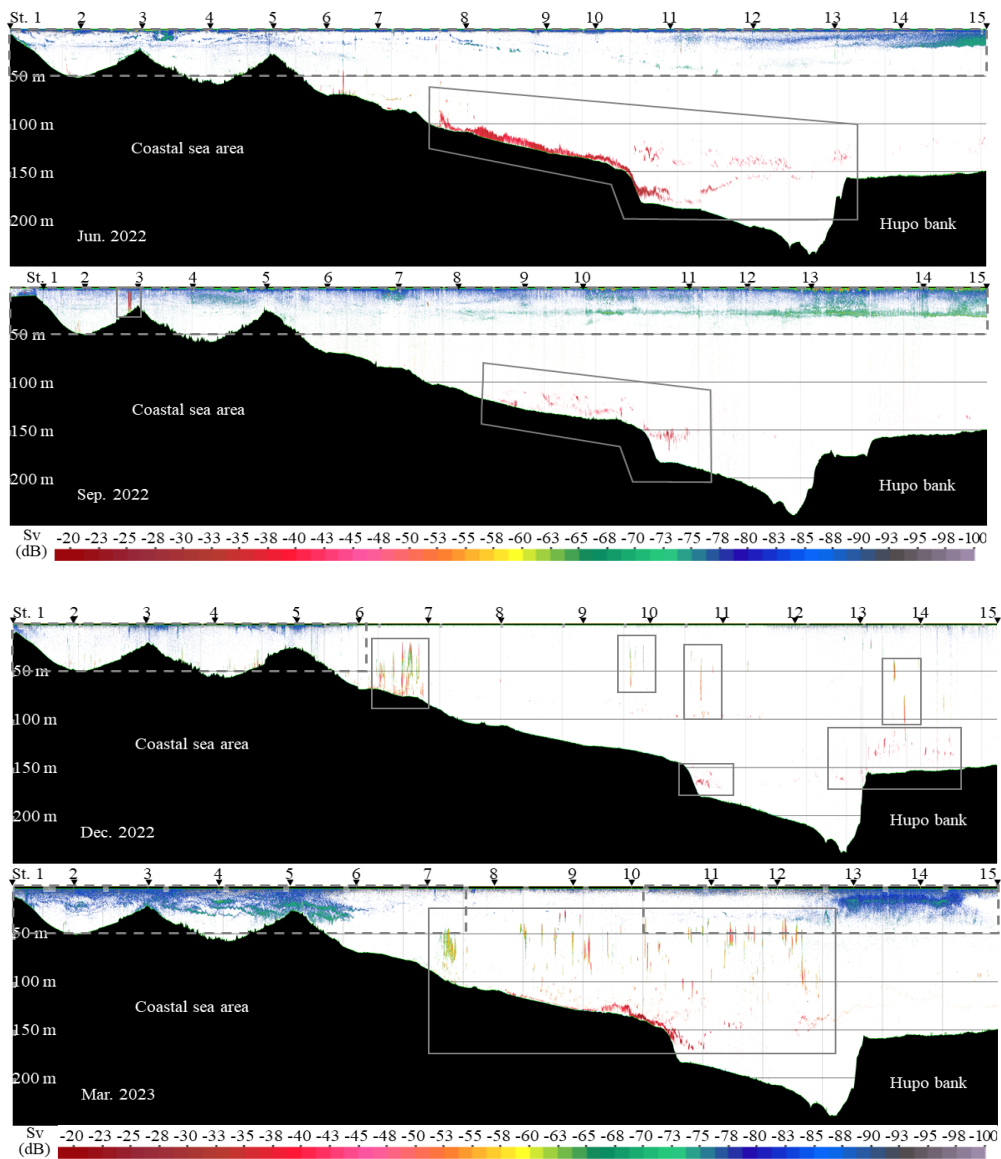 St. 1 2 3 4 5 6 7 8 9 10 11 12 13 14 15
50 m
100 m
Coastal sea area
150 m
200 m
Hupo bank
Jun. 2022
St. 1 2 3 4 5 6 7 8 9 10 11 12 13 14 15
50 m
100 m
Coastal sea area
150 m
200 m
Hupo bank
Sep. 2022
Sv -20 -23 -25 -28 -30 -33 -35 -38 -40 -43 -45 -48 -50 -53 -55 -58 -60 -63 -65 -68 -70 -73 -75 -78 -80 -83 -85 -88 -90 -93 -95 -98 -100
(dB)
St. 1 2 3 4 5 6 7 8 9 10 11 12 13 14 15
50 m
100 m
Coastal sea area
150 m
200 m
Hupo bank
Dec. 2022
St. 1 2 3 4 5 6 7 8 9 10 11 12 13 15
50 m
100 m
Coastal sea area
150 m
200 m
Hupo bank
Mar. 2023
Sv -20 -23 -25 -28 -30 -33 -35 -38 -40 -43 -45 -48 -50 -53 -55 -58 -60 -63 -65 -68 -70 -73 -75 -78 -80 -83 -85 -88 -90 -93 -95 -98 -100
(dB)